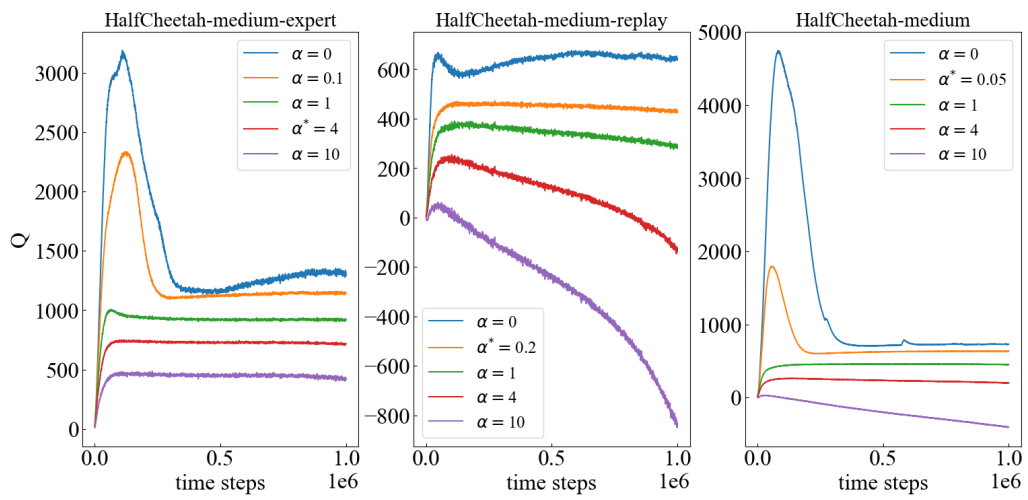 HalfCheetah-medium-expert
Q
3000
2500
2000
1500
1000
500
0
α = 0
α = 0.1
α = 1
α* = 4
α = 10
0.0 0.5 1.0
1e6
time steps
HalfCheetah-medium-replay
600
400
200
0
−200
−400
−600
−800
α = 0
α* = 0.2
α = 1
α = 4
α = 10
0.0 0.5 1.0
1e6
time steps
HalfCheetah-medium
5000
4000
3000
2000
1000
0
α = 0
α* = 0.05
α = 1
α = 4
α = 10
0.0 0.5 1.0
1e6
time steps